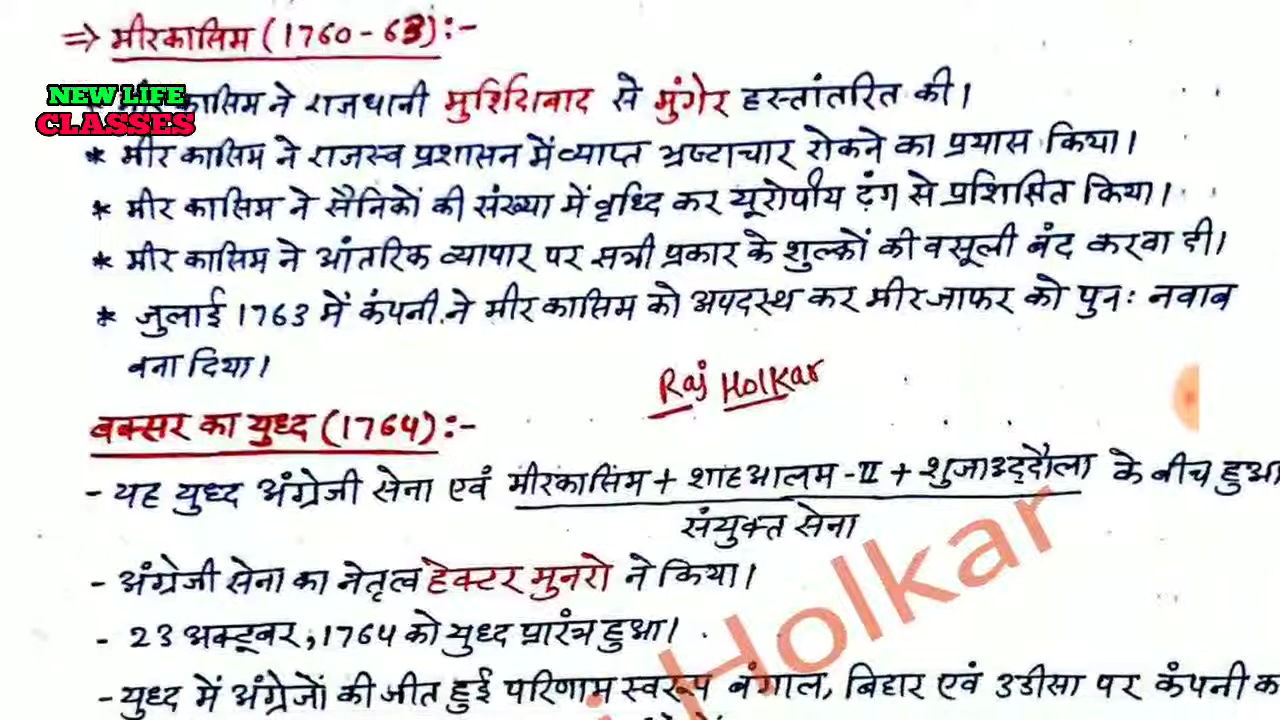 ⇒ मीरकासिम (1760-63):-
NEW LIFE
CLASSES
कासिम ने राजधानी मुर्शिदाबाद से मुंगेर हस्तांतरित की।
* मीर कासिम ने राजस्व प्रशासन में व्याप्त भ्रष्टाचार रोकने का प्रयास किया।
* मीर कासिम ने सैनिकों की संख्या में वृध्दि कर यूरोपीय ढ़ंग से प्रशिक्षित किया।
* मीर कासिम ने आंतरिक व्यापार पर सभी प्रकार के शुल्कों की वसूली बंद करवा दी।
* जुलाई 1763 में कंपनी ने मीर कासिम को अपदस्थ कर मीरजाफर को पुनः नवाब
बना दिया।
Raj Holkar
बक्सर का युध्द (1764):-
- यह युध्द अंग्रेजी सेना एवं मीरकासिम + शाहआलम-II + शुजाउद्दौला के बीच हुआ
संयुक्त सेना
- अंग्रेजी सेना का नेतृत्व हेक्टर मुनरो ने किया।
- 23 अक्टूबर, 1764 को युध्द प्रारंभ हुआ।
- युध्द में अंग्रेजों की जीत हुई परिणाम स्वरूप बंगाल, बिहार एवं उडीसा पर कंपनी क
Holkar